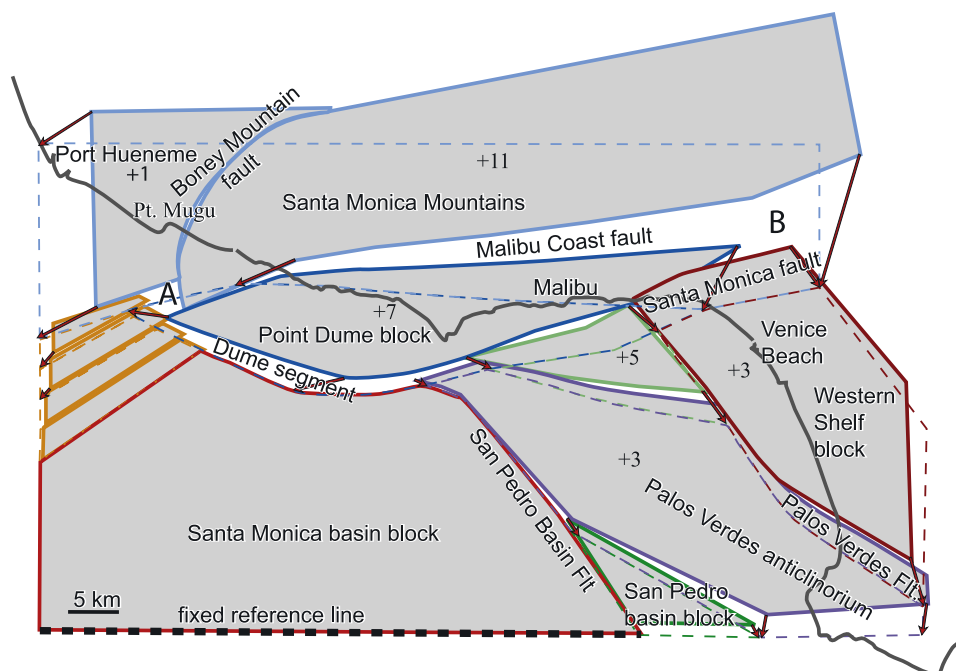 Port Hueneme
+1
Boney Mountain
fault
+11
Pt. Mugu
Santa Monica Mountains
B
Malibu Coast fault
Santa Monica fault
A
Malibu
+7
Point Dume block
Venice
Beach
+5
+3
Dume segment
Western
Shelf
block
+3
San Pedro Basin Flt
Palos Verdes anticlinorium
Palos Verdes Flt.
Santa Monica basin block
San Pedro
basin block
5 km
fixed reference line